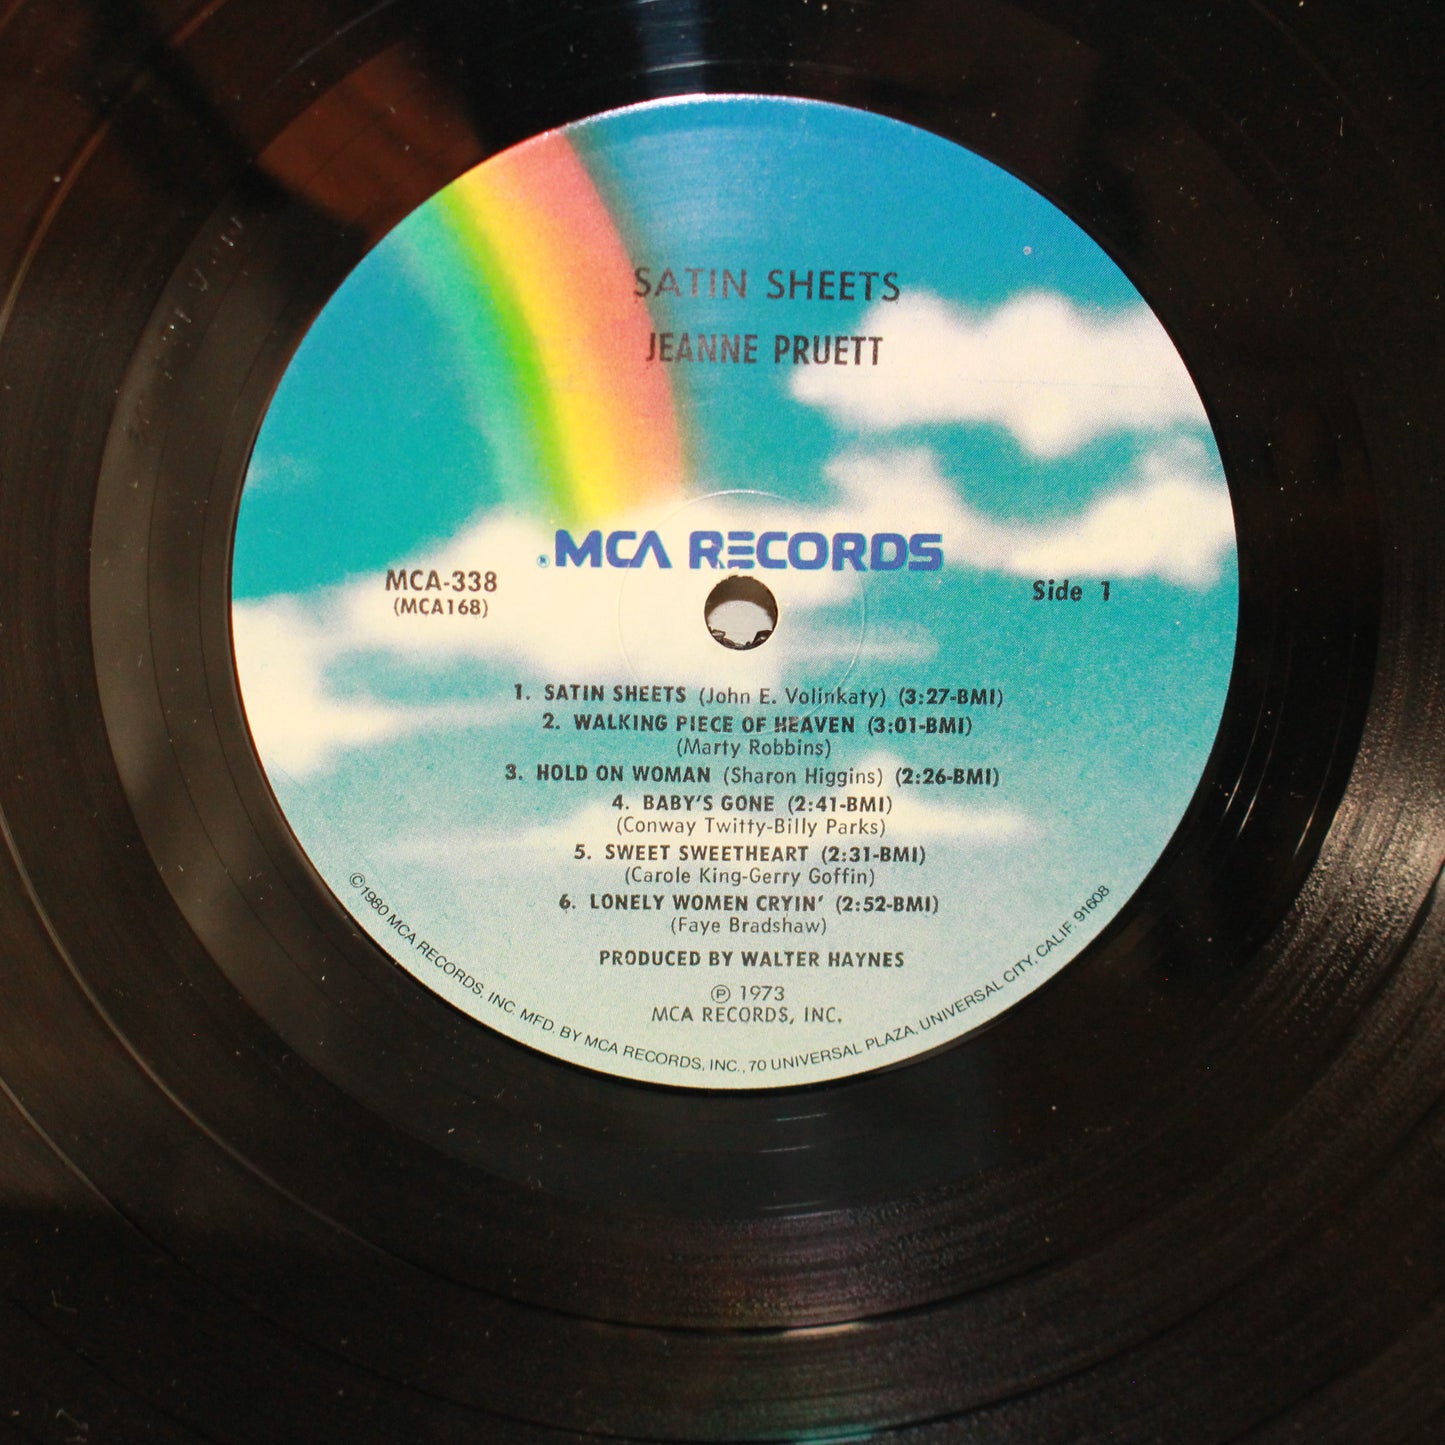 SATIN SHEETS
JEANNE PRUETT
® MCA RECORDS
MCA-338
(MCA168)
Side 1
1. SATIN SHEETS (John E. Volinkaty) (3:27-BMI)
2. WALKING PIECE OF HEAVEN (3:01-BMI)
(Marty Robbins)
3. HOLD ON WOMAN (Sharon Higgins) (2:26-BMI)
4. BABY'S GONE (2:41-BMI)
(Conway Twitty-Billy Parks)
5. SWEET SWEETHEART (2:31-BMI)
(Carole King-Gerry Goffin)
6. LONELY WOMEN CRYIN' (2:52-BMI)
(Faye Bradshaw)
PRODUCED BY WALTER HAYNES
℗ 1973
MCA RECORDS, INC.
©1980 MCA RECORDS, INC. MFD. BY MCA RECORDS, INC., 70 UNIVERSAL PLAZA, UNIVERSAL CITY, CALIF. 91608